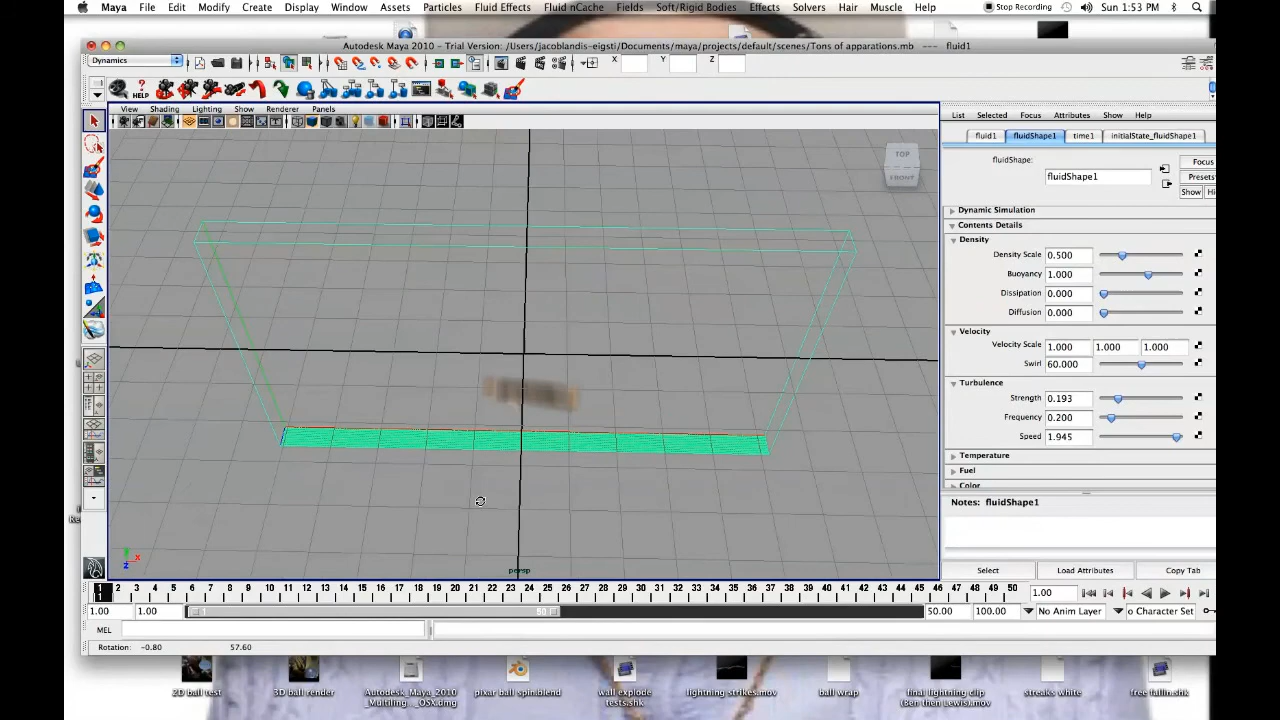 Maya File Edit Modify Create Display Window Assets Particles Fluid Effects Fluid nCache Fields Soft/Rigid Bodies Effects Solvers Hair Muscle Help Stop Recording Sun 1:53 PM
Autodesk Maya 2010 - Trial Version: /Users/jacoblandis-eigsti/Documents/maya/projects/default/scenes/Tons of apparations.mb --- fluid1
Dynamics X Y Z
HELP
View Shading Lighting Show Renderer Panels
List Selected Focus Attributes Show Help
fluid1 fluidShape1 time1 initialState_fluidShape1
TOP
FRONT
fluidShape: fluidShape1
Focus
Presets
Show Hi
Dynamic Simulation
Contents Details
Density
Density Scale 0.500
Buoyancy 1.000
Dissipation 0.000
Diffusion 0.000
Velocity
Velocity Scale 1.000 1.000 1.000
Swirl 60.000
Turbulence
Strength 0.193
Frequency 0.200
Speed 1.945
Temperature
Fuel
Color
Notes: fluidShape1
persp
Select Load Attributes Copy Tab
1 2 3 4 5 6 7 8 9 10 11 12 13 14 15 16 17 18 19 20 21 22 23 24 25 26 27 28 29 30 31 32 33 34 35 36 37 38 39 40 41 42 43 44 45 46 47 48 49 50 1.00
1.00 1.00 1 50 50.00 100.00 No Anim Layer o Character Set
MEL
Rotation: -0.80 57.60
2D ball test 3D ball render Autodesk_Maya_2010 pixar ball spin.blend wall explode lightning strikes.mov ball wrap final lightning clip streaks white free fallin.shk
_Multiling..._OSX.dmg tests.shk (Ben then Lewis).mov